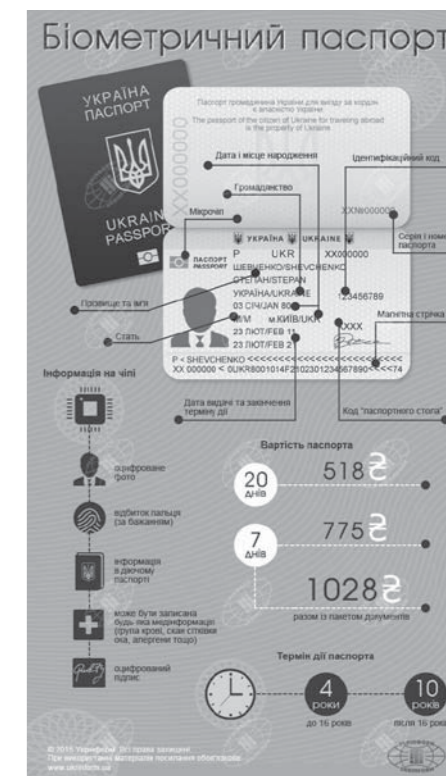 Біометричний паспорт
УКРАЇНА
ПАСПОРТ
UKRAIN
PASSPOR
Паспорт громадянина України для виїзду за кордон
є власністю України
The passport of the citizen of Ukraine for traveling abroad
is the property of Ukraine
Дата і місце народження
Ідентифікаційний код
Громадянство
Мікрочіп
XX№000000
Серія і номе
паспорта
УКРАЇНА UKRAINE
ПАСПОРТ
PASSPORT
P UKR XX000000
ШЕВЧЕНКО/SHEVCHENKO
СТЕПАН/STEPAN
УКРАЇНА/UKRAINE
03 СІЧ/JAN 80
123456789
Прізвище та ім'я
Магнітна стрічка
Стать
м.КИЇВ/UKR
XXXX
23 ЛЮТ/FEB 11
23 ЛЮТ/FEB 2
P < SHEVCHENKO <<<<<<<<<<<<<<<<<<<<<<<<
Дата видачі та закінчення
терміну дії
Код "паспортного стола"
Інформація на чіпі
Вартість паспорта
оцифроване
фото
20
днів
518₴
відбиток пальця
(за бажанням)
7
днів
775₴
інформація
в діючому
паспорті
1028₴
разом із пакетом документів
може бути записана
будь-яка медінформація
(група крові, скан сітківки
ока, алергени тощо)
оцифрований
підпис
Термін дії паспорта
4
роки
10
років
до 16 років
після 16 років
© 2015 Укрінформ. Всі права захищені
При використанні матеріалів посилання обов'язкове
www.ukrinform.ua